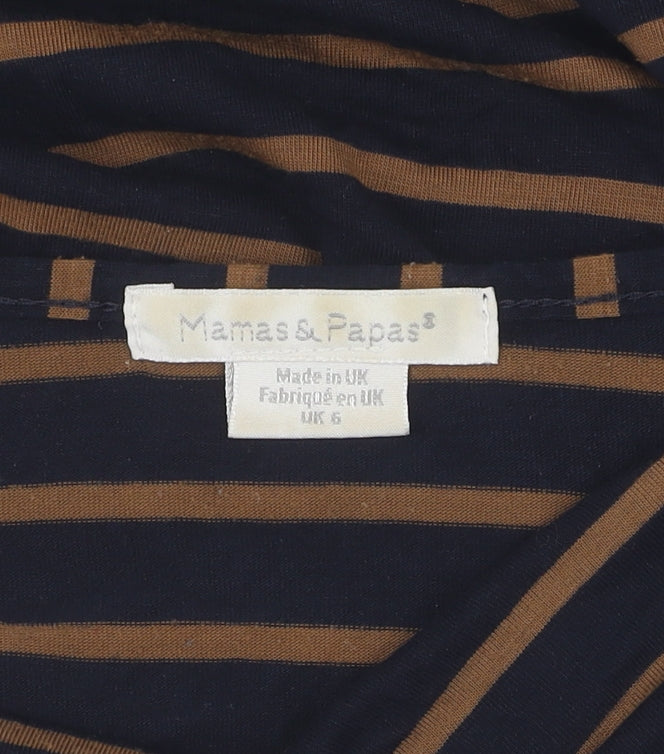 Mamas & Papas®
Made in UK
Fabriqué en UK
UK 6